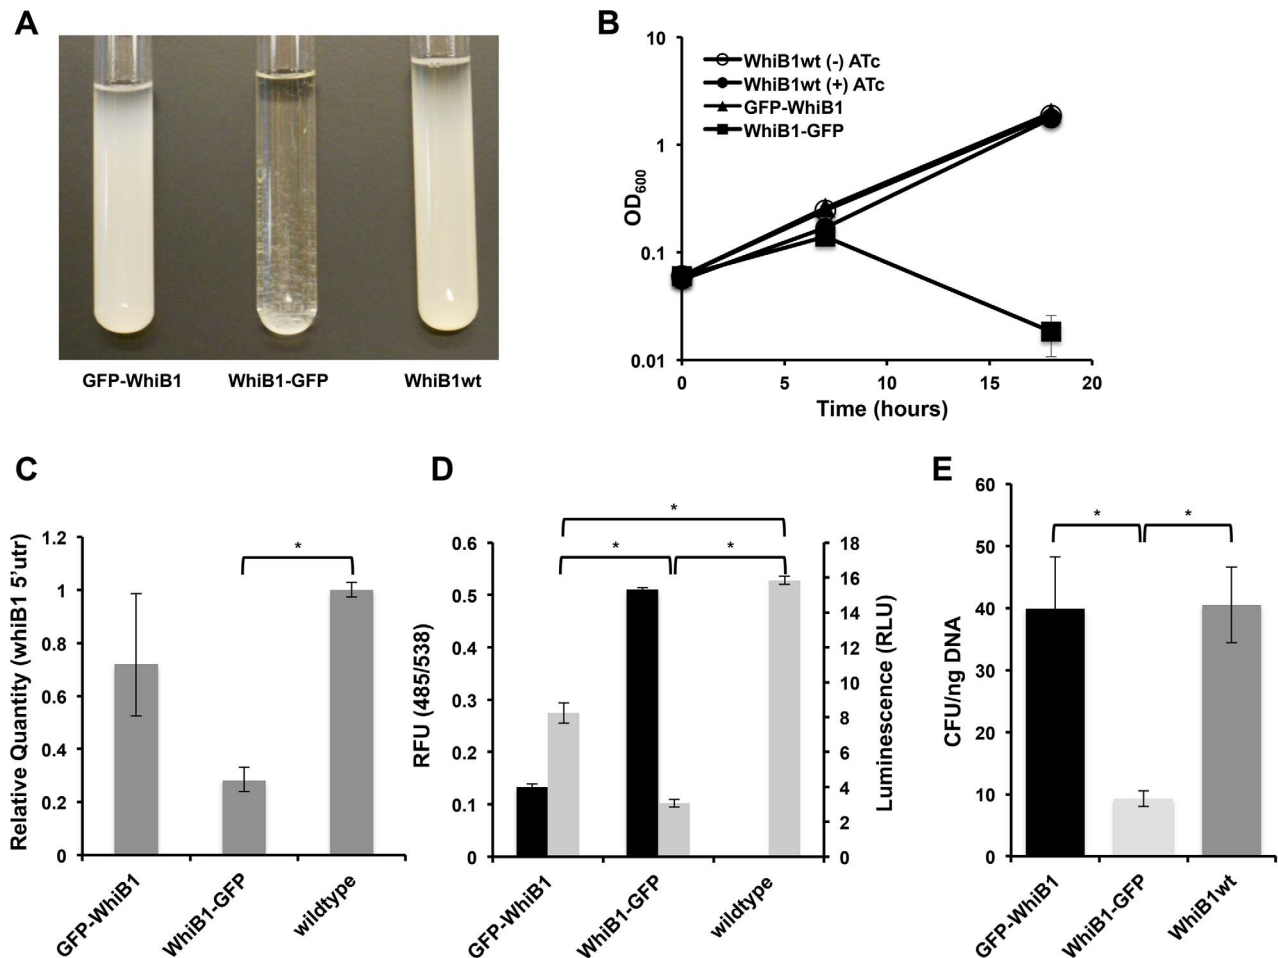 A
GFP-WhiB1 WhiB1-GFP WhiB1wt
B
10
1
0.1
0.01
OD600
WhiB1wt (-) ATc
WhiB1wt (+) ATc
GFP-WhiB1
WhiB1-GFP
0 5 10 15 20
Time (hours)
C
Relative Quantity (whiB1 5'utr)
1.2
1
0.8
0.6
0.4
0.2
0
*
GFP-WhiB1
WhiB1-GFP
wildtype
D
RFU (485/538)
0.6
0.5
0.4
0.3
0.2
0.1
0
*
* *
18
16
14
12
10
8
6
4
2
0
Luminescence (RLU)
GFP-WhiB1
WhiB1-GFP
wildtype
E
CFU/ng DNA
60
50
40
30
20
10
0
* *
GFP-WhiB1
WhiB1-GFP
WhiB1wt